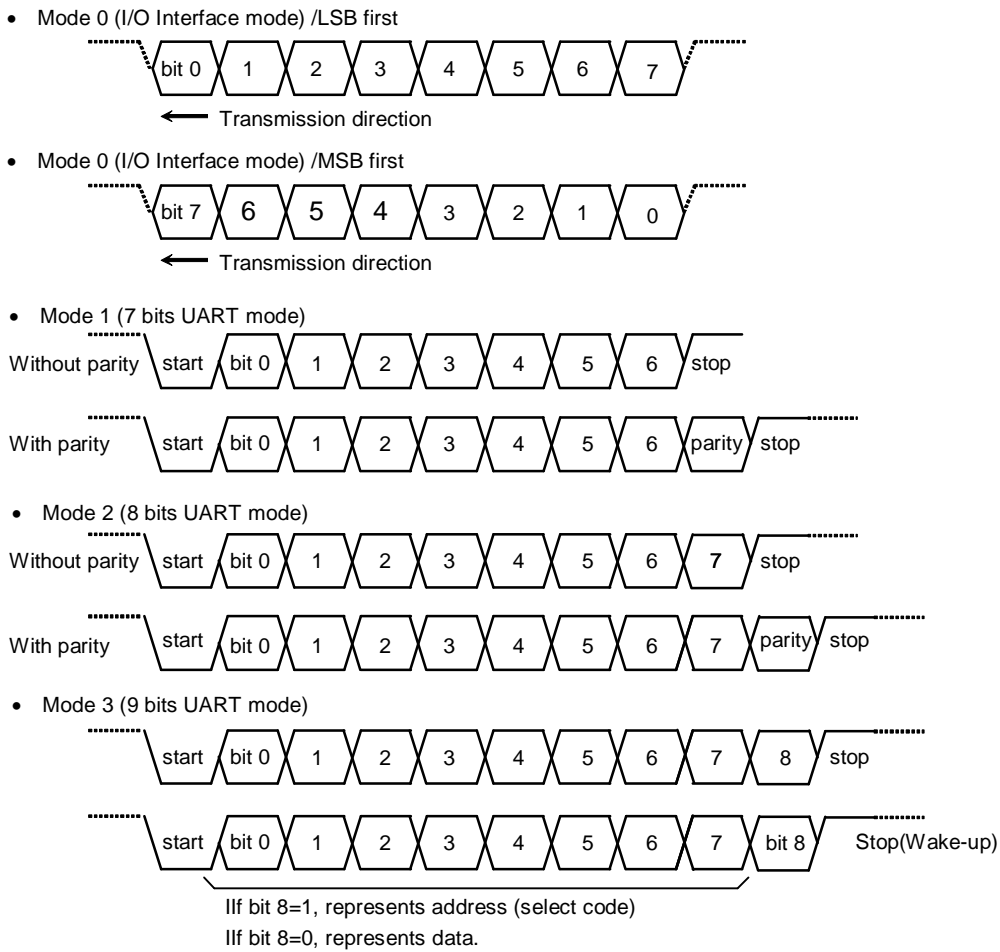 • Mode 0 (I/O Interface mode) /LSB first
bit 0 1 2 3 4 5 6 7
Transmission direction
• Mode 0 (I/O Interface mode) /MSB first
bit 7 6 5 4 3 2 1 0
Transmission direction
• Mode 1 (7 bits UART mode)
Without parity start bit 0 1 2 3 4 5 6 stop
With parity start bit 0 1 2 3 4 5 6 parity stop
• Mode 2 (8 bits UART mode)
Without parity start bit 0 1 2 3 4 5 6 7 stop
With parity start bit 0 1 2 3 4 5 6 7 parity stop
• Mode 3 (9 bits UART mode)
start bit 0 1 2 3 4 5 6 7 8 stop
start bit 0 1 2 3 4 5 6 7 bit 8 Stop(Wake-up)
IIf bit 8=1, represents address (select code)
IIf bit 8=0, represents data.